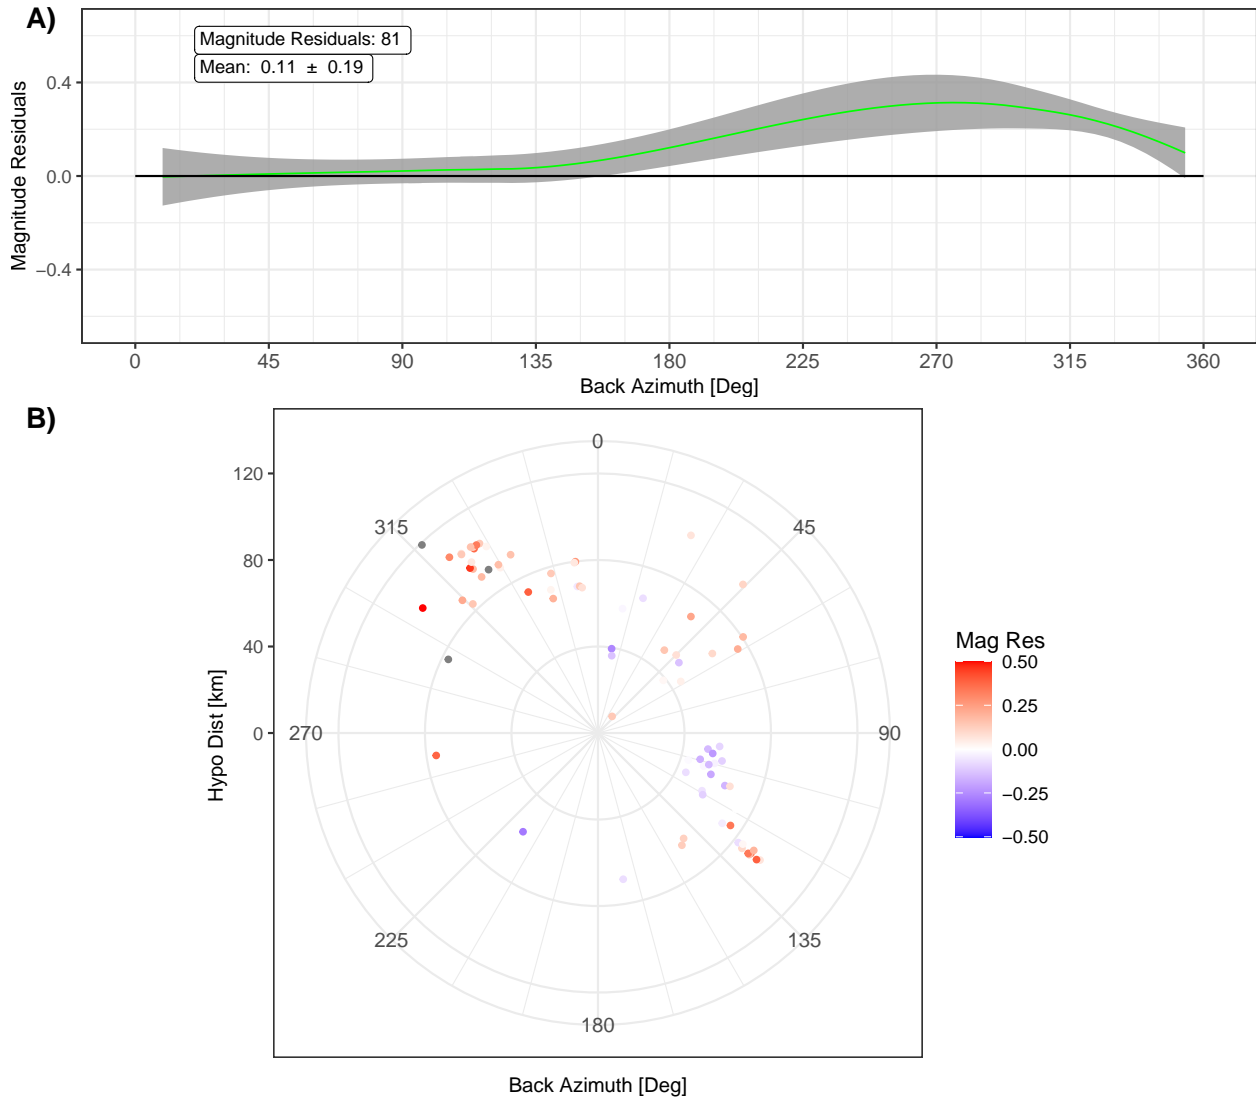 A)
Magnitude Residuals: 81
Mean: 0.11 ± 0.19
Magnitude Residuals
0.4
0.0
−0.4
0 45 90 135 180 225 270 315 360
Back Azimuth [Deg]
B)
Hypo Dist [km]
120
80
40
0
0
45
90
135
180
225
270
315
Back Azimuth [Deg]
Mag Res
0.50
0.25
0.00
−0.25
−0.50